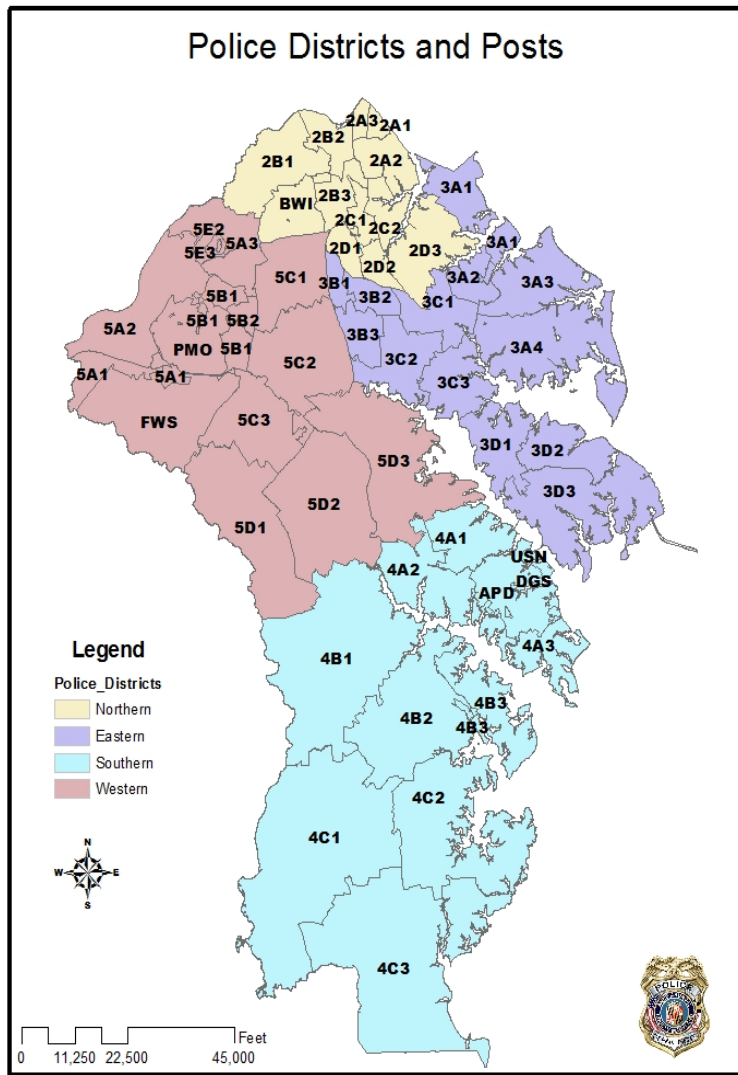 Police Districts and Posts
2A3
2A1
2B2
2A2
2B1
3A1
2B3
BWI
2C1
2C2
5E2
5A3
5E3
2D1
2D3
3A1
2D2
5C1
3B1
3A2
3A3
3B2
3C1
5B1
5B1
5B2
5A2
3B3
PMO
5B1
3A4
5C2
3C2
5A1
5A1
3C3
FWS
5C3
3D1
3D2
5D3
3D3
5D2
5D1
4A1
USN
4A2
DGS
APD
4A3
Legend
4B1
Police_Districts
4B3
Northern
4B2
4B3
Eastern
Southern
Western
4C2
4C1
N
W E
S
4C3
POLICE
Feet
0 11,250 22,500 45,000